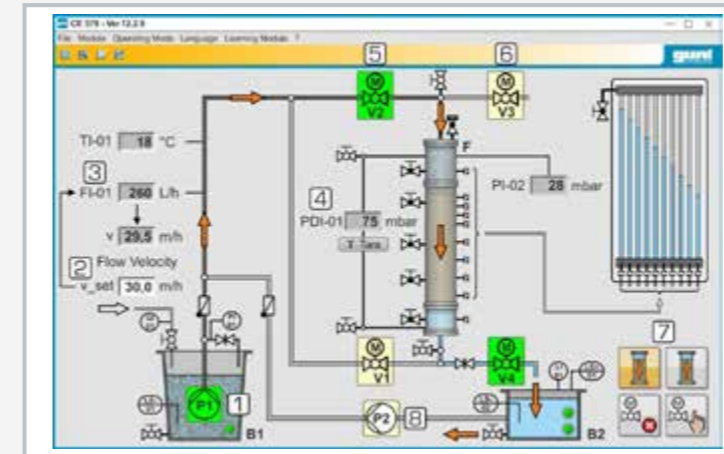 CE 579 - Ver 12.2.9
File Module Operating Mode Language Learning Module ?
gunt
5
6
M
V2
M
V3
F
TI-01 18 °C
3
FI-01 260 L/h
v 29,5 m/h
2 Flow Velocity
v_set 30,0 m/h
4
PDI-01 75 mbar
Tara
PI-02 28 mbar
7
M
V1
M
V4
P1
1
B1
P2
8
B2